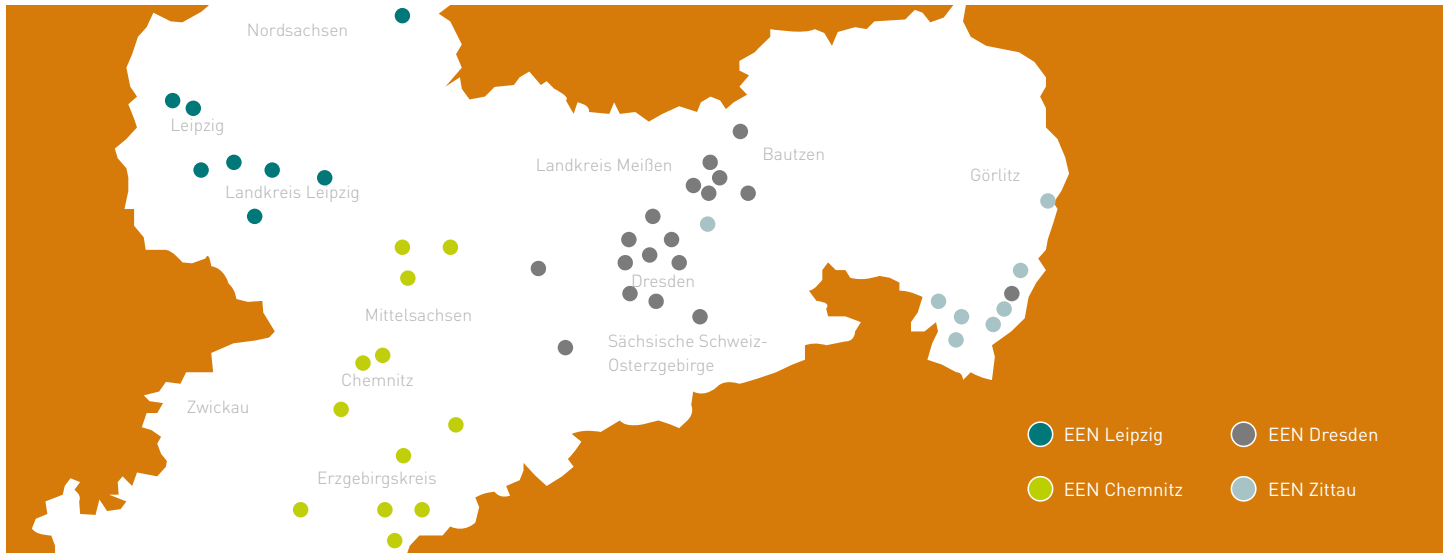 Nordsachsen
Leipzig
Landkreis Meißen
Bautzen
Görlitz
Landkreis Leipzig
Dresden
Mittelsachsen
Sächsische Schweiz-
Osterzgebirge
Chemnitz
Zwickau
Erzgebirgskreis
EEN Leipzig
EEN Dresden
EEN Chemnitz
EEN Zittau